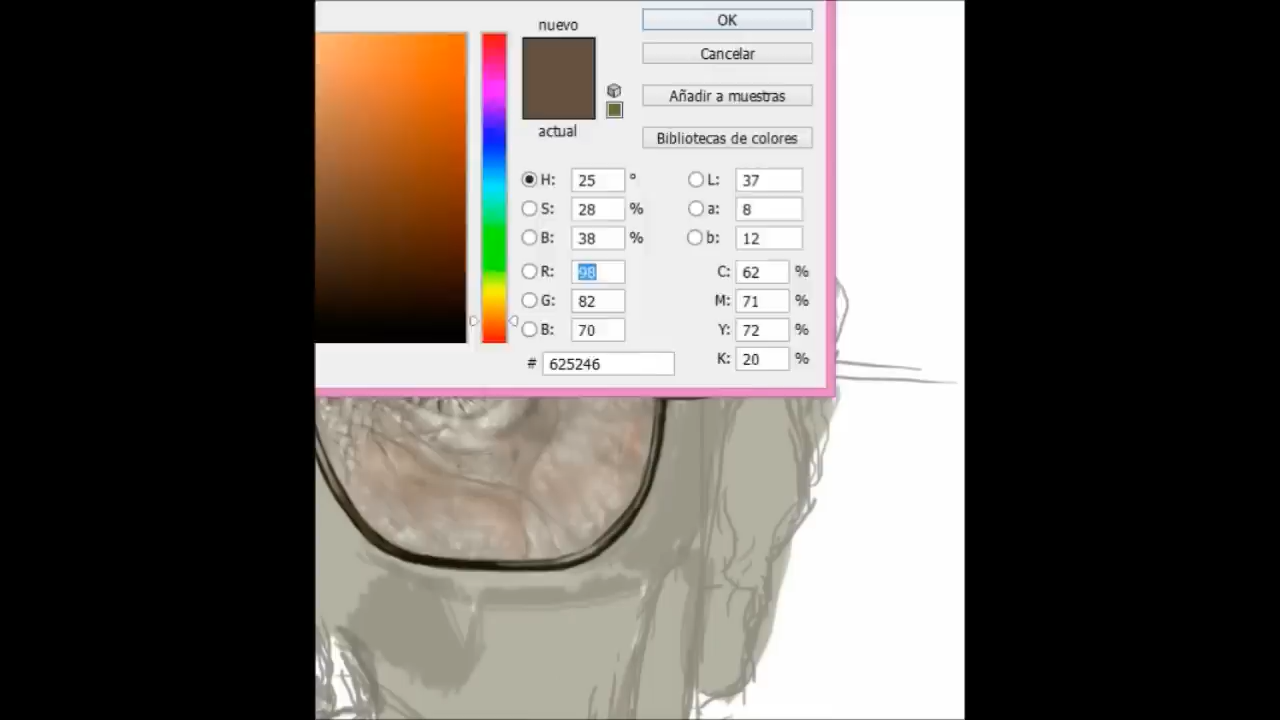 nuevo
OK
Cancelar
Añadir a muestras
actual
Bibliotecas de colores
H: 25 °
L: 37
S: 28 %
a: 8
B: 38 %
b: 12
R: 98
C: 62 %
G: 82
M: 71 %
B: 70
Y: 72 %
# 625246
K: 20 %